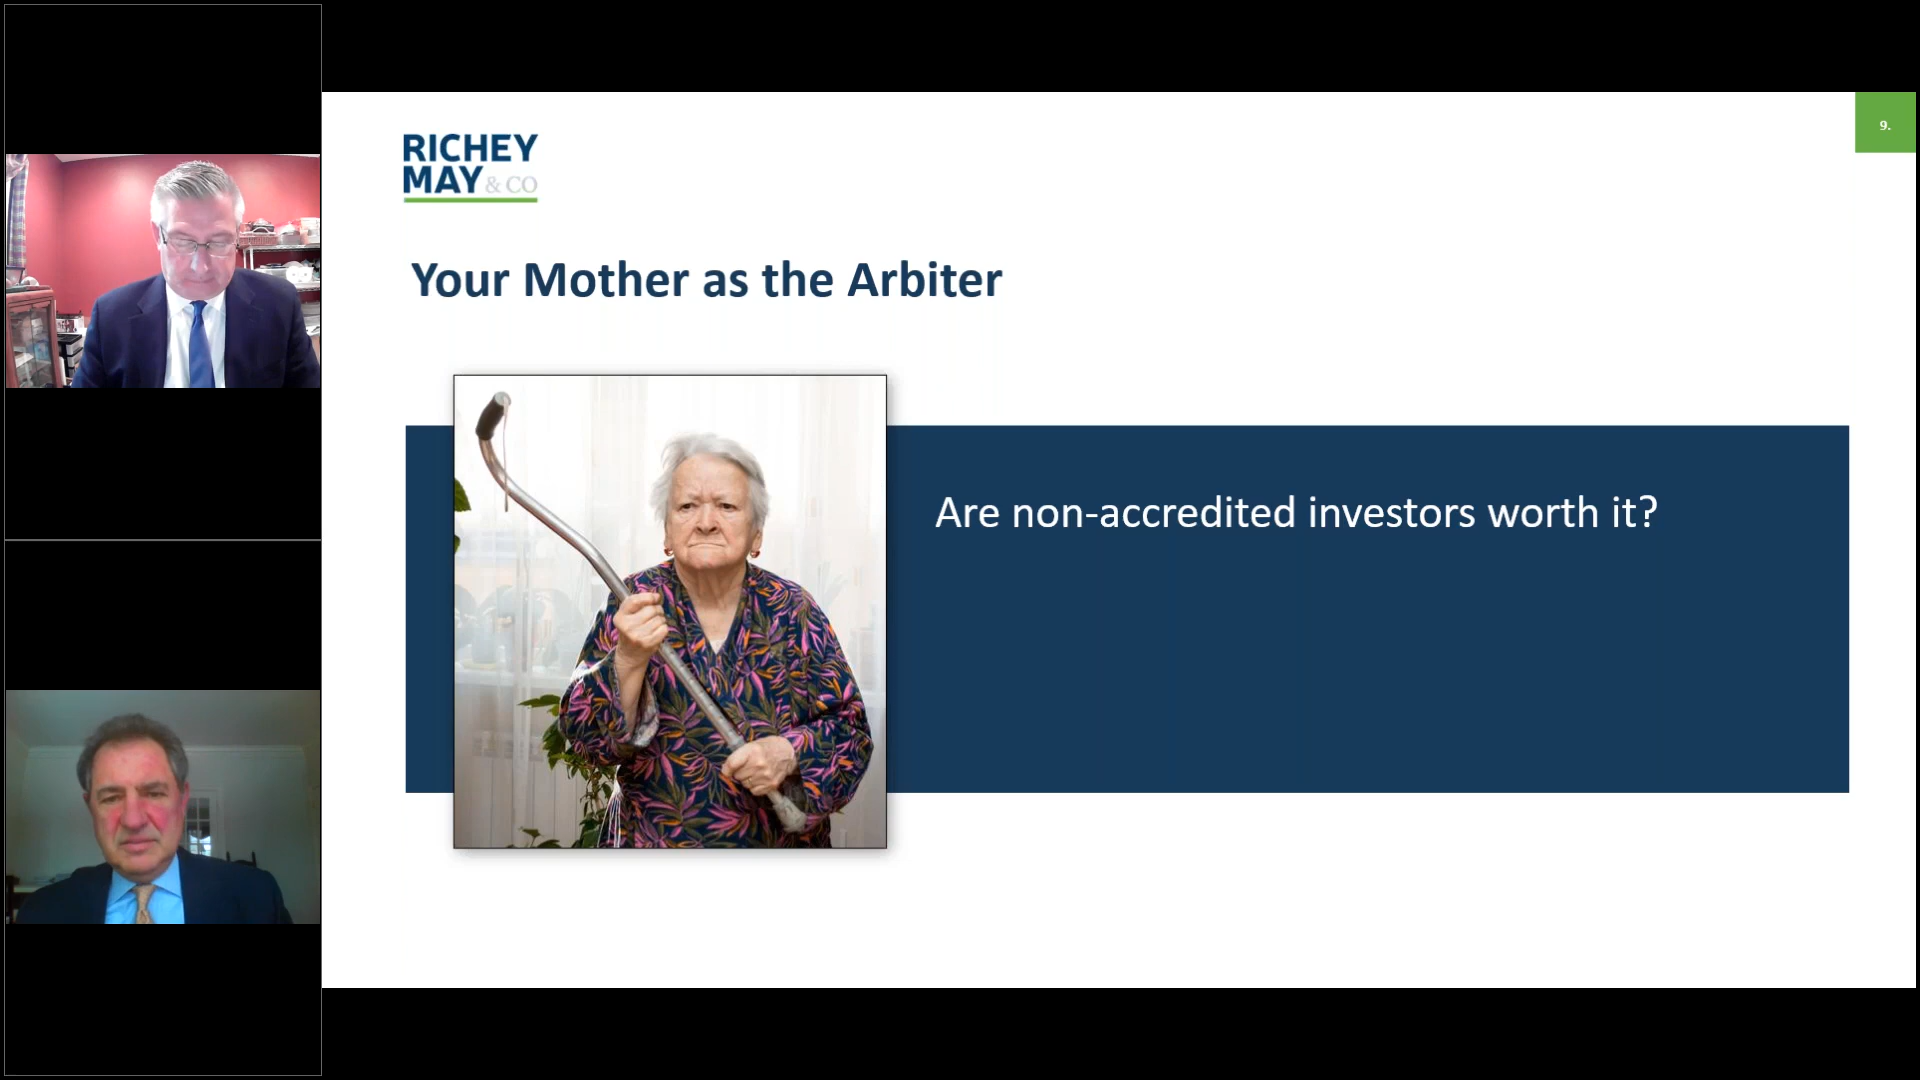 RICHEY
MAY & CO
9.
Your Mother as the Arbiter
Are non-accredited investors worth it?